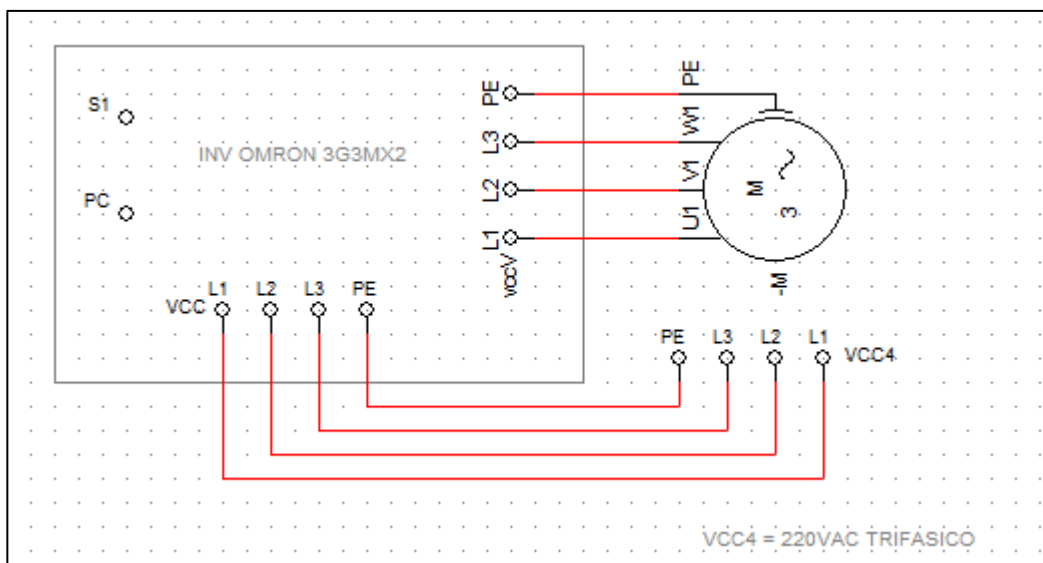 S1
INV OMRON 3G3MX2
PC
PE
L3
L2
L1
VCCV
PE
W1
V1
U1
M
3
-M
VCC
L1
L2
L3
PE
PE
L3
L2
L1
VCC4
VCC4 = 220VAC TRIFASICO